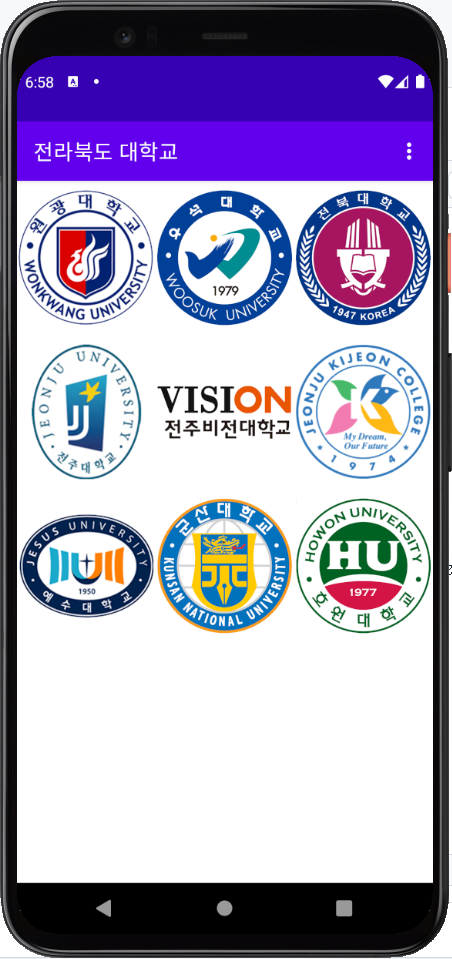 6:58
A
전라북도 대학교
원광대학교
WONKWANG UNIVERSITY
우석대학교
1979
WOOSUK UNIVERSITY
전북대학교
1947 KOREA
JEONJU UNIVERSITY
전주대학교
VISION
전주비전대학교
JEONJU KIJEON COLLEGE
K
My Dream,
Our Future
1974
JESUS UNIVERSITY
1950
예수대학교
군산대학교
KUNSAN NATIONAL UNIVERSITY
HOWON UNIVERSITY
HU
1977
호원대학교